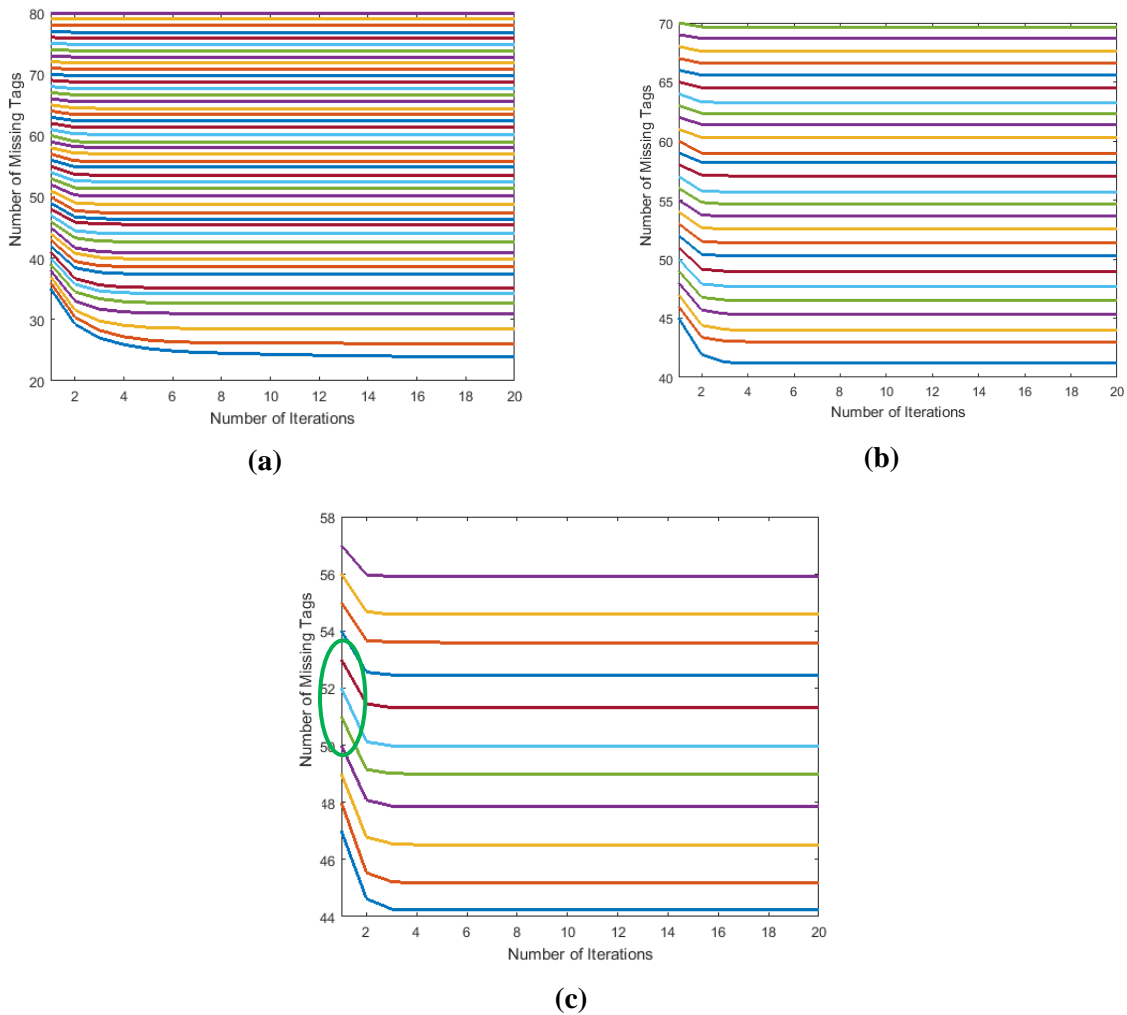 80
70
60
50
40
30
20
Number of Missing Tags
2 4 6 8 10 12 14 16 18 20
Number of Iterations
(a)
70
65
60
55
50
45
40
Number of Missing Tags
2 4 6 8 10 12 14 16 18 20
Number of Iterations
(b)
58
56
54
52
50
48
46
44
Number of Missing Tags
2 4 6 8 10 12 14 16 18 20
Number of Iterations
(c)